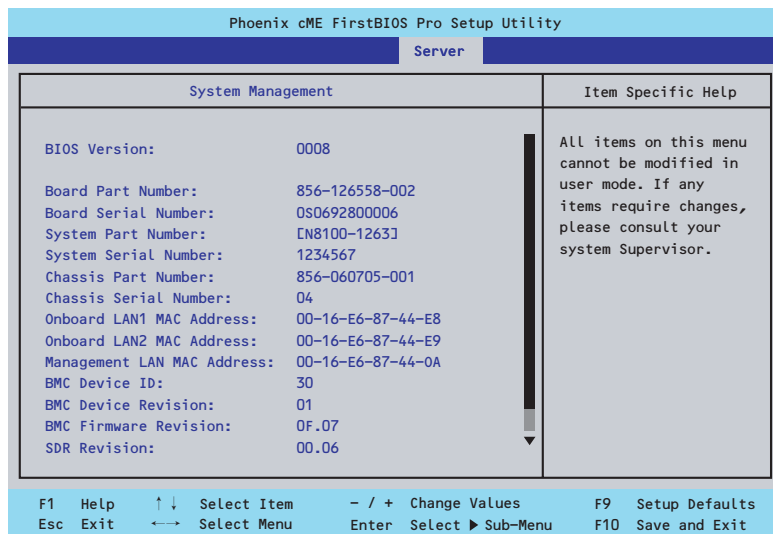 Phoenix cME FirstBIOS Pro Setup Utility
Server
System Management
Item Specific Help
BIOS Version: 0008
Board Part Number: 856-126558-002
Board Serial Number: 0S0692800006
System Part Number: [N8100-1263]
System Serial Number: 1234567
Chassis Part Number: 856-060705-001
Chassis Serial Number: 04
Onboard LAN1 MAC Address: 00-16-E6-87-44-E8
Onboard LAN2 MAC Address: 00-16-E6-87-44-E9
Management LAN MAC Address: 00-16-E6-87-44-0A
BMC Device ID: 30
BMC Device Revision: 01
BMC Firmware Revision: 0F.07
SDR Revision: 00.06
All items on this menu
cannot be modified in
user mode. If any
items require changes,
please consult your
system Supervisor.
F1 Help ↑↓ Select Item - / + Change Values F9 Setup Defaults
Esc Exit ←→ Select Menu Enter Select ▶ Sub-Menu F10 Save and Exit